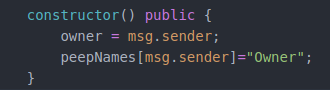 constructor() public {
owner = msg.sender;
peepNames[msg.sender]="Owner";
}